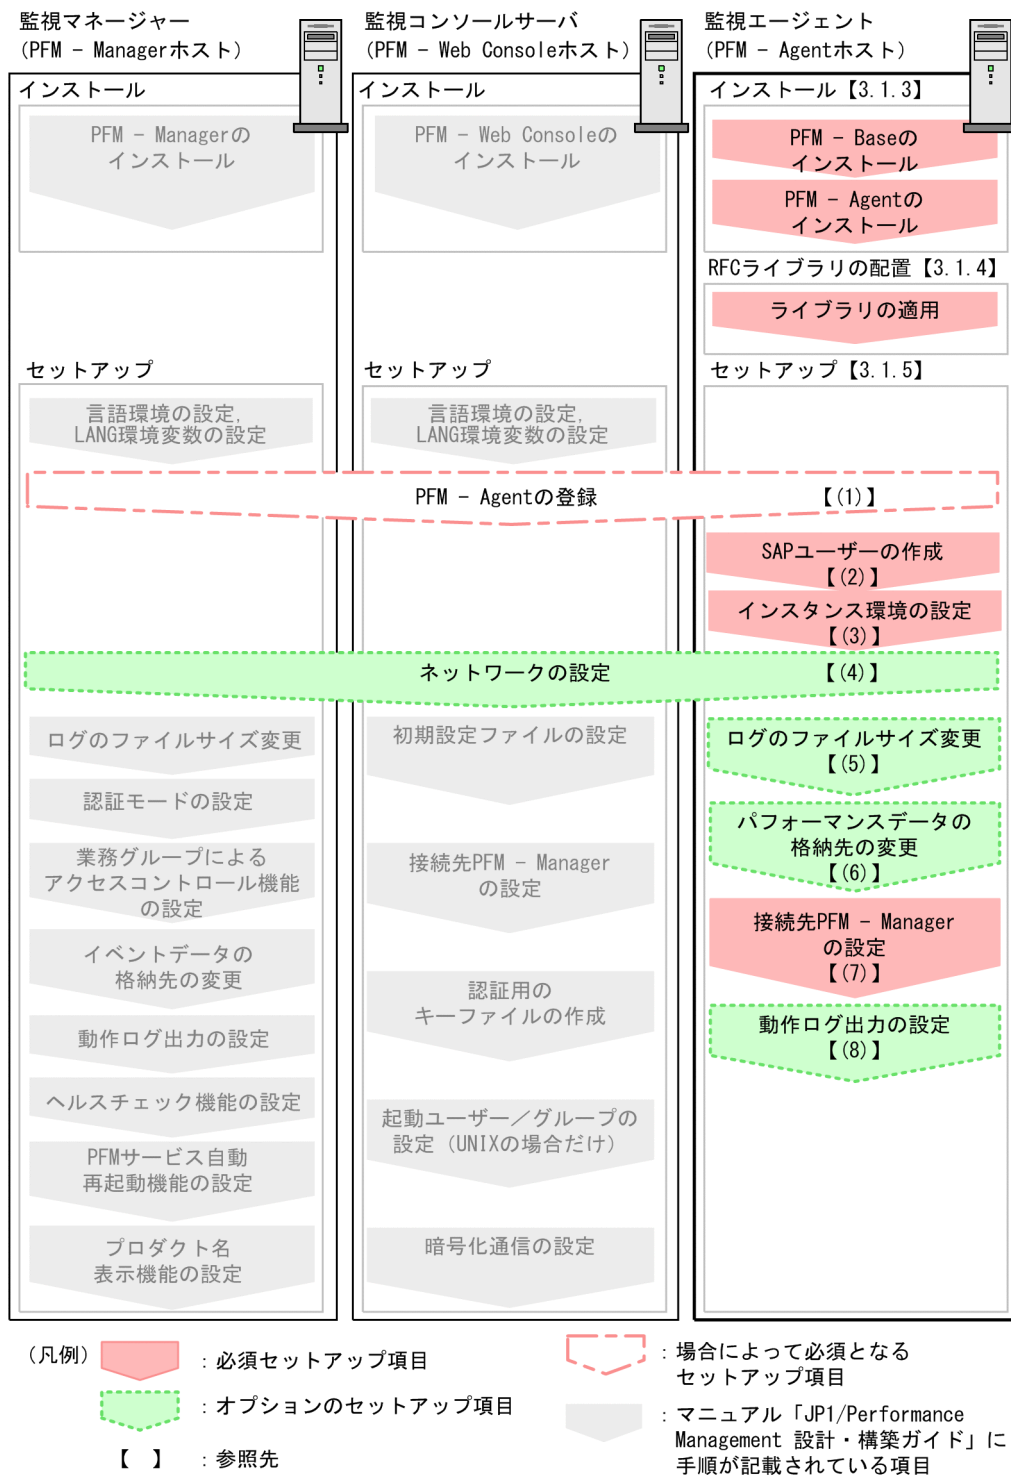 監視マネージャー
(PFM - Managerホスト)
インストール
PFM - Managerの
インストール
セットアップ
言語環境の設定,
LANG環境変数の設定
監視コンソールサーバ
(PFM - Web Consoleホスト)
インストール
PFM - Web Consoleの
インストール
セットアップ
言語環境の設定,
LANG環境変数の設定
監視エージェント
(PFM - Agentホスト)
インストール【3.1.3】
PFM - Baseの
インストール
PFM - Agentの
インストール
RFCライブラリの配置【3.1.4】
ライブラリの適用
セットアップ【3.1.5】
PFM - Agentの登録 【(1)】
SAPユーザーの作成
【(2)】
インスタンス環境の設定
【(3)】
ネットワークの設定 【(4)】
ログのファイルサイズ変更
認証モードの設定
業務グループによる
アクセスコントロール機能
の設定
イベントデータの
格納先の変更
動作ログ出力の設定
ヘルスチェック機能の設定
PFMサービス自動
再起動機能の設定
プロダクト名
表示機能の設定
初期設定ファイルの設定
接続先PFM - Manager
の設定
認証用の
キーファイルの作成
起動ユーザー／グループの
設定（UNIXの場合だけ）
暗号化通信の設定
ログのファイルサイズ変更
【(5)】
パフォーマンスデータの
格納先の変更
【(6)】
接続先PFM - Manager
の設定
【(7)】
動作ログ出力の設定
【(8)】
（凡例）
：必須セットアップ項目
：オプションのセットアップ項目
【　】 ：参照先
：場合によって必須となる
セットアップ項目
：マニュアル「JP1/Performance
Management 設計・構築ガイド」に
手順が記載されている項目